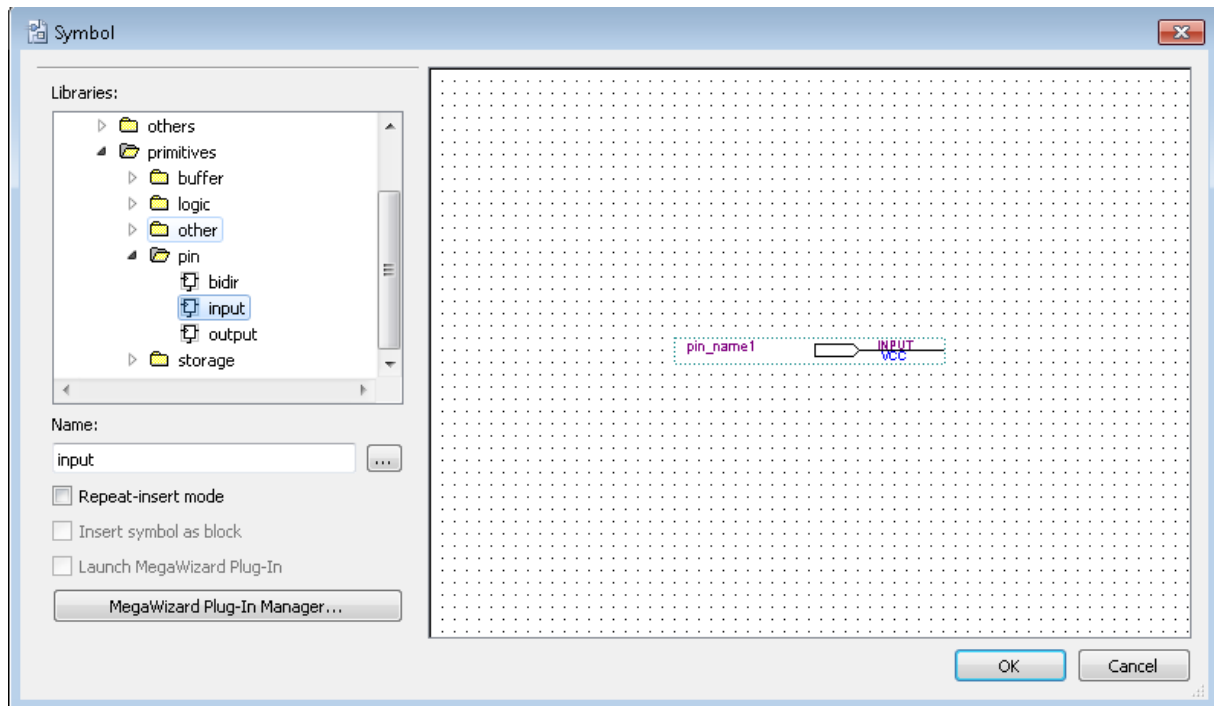 Symbol
Libraries:
others
primitives
buffer
logic
other
pin
bidir
input
output
storage
Name:
input
...
Repeat-insert mode
Insert symbol as block
Launch MegaWizard Plug-In
MegaWizard Plug-In Manager...
pin_name1
INPUT
VCC
OK
Cancel